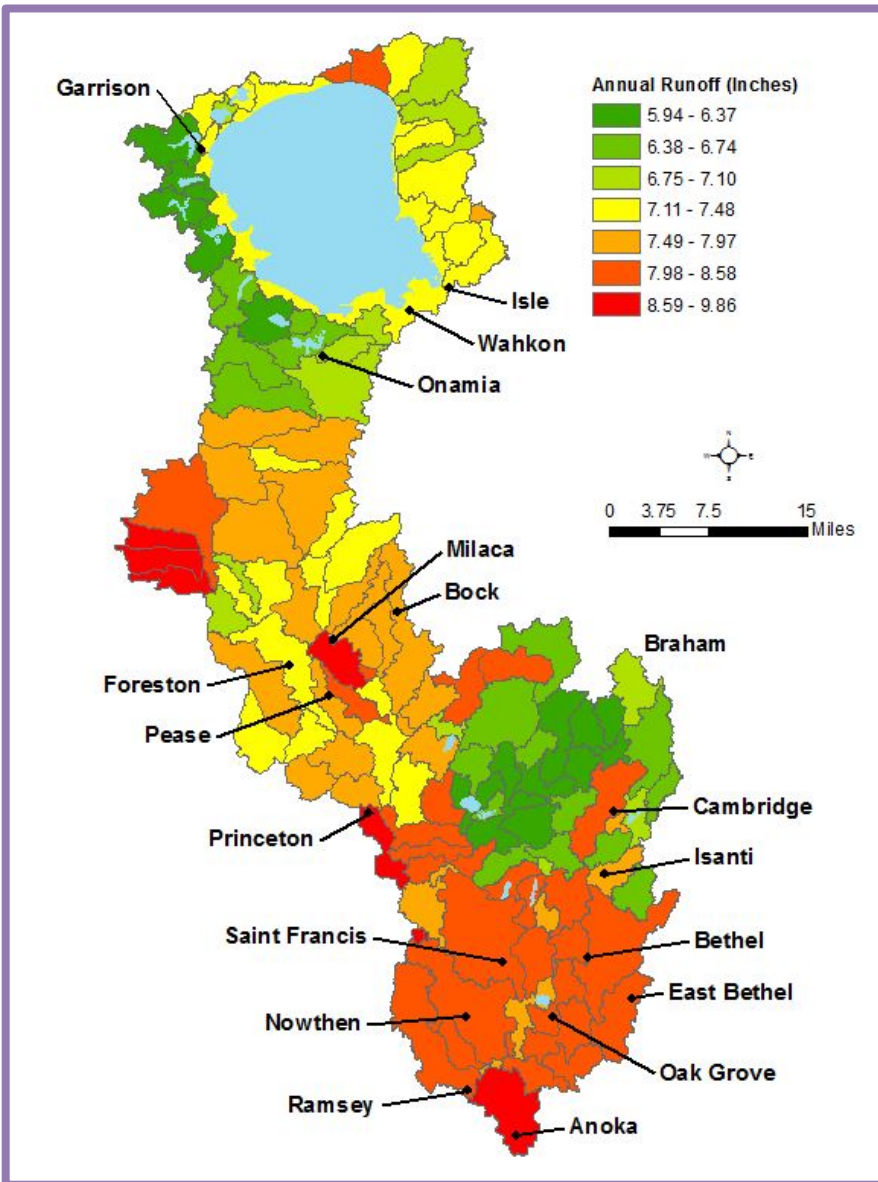 Garrison
Annual Runoff (Inches)
5.94 - 6.37
6.38 - 6.74
6.75 - 7.10
7.11 - 7.48
7.49 - 7.97
7.98 - 8.58
8.59 - 9.86
Isle
Wahkon
Onamia
N
E
S
0 3.75 7.5 15
Miles
Milaca
Bock
Braham
Foreston
Pease
Cambridge
Princeton
Isanti
Saint Francis
Bethel
East Bethel
Nowthen
Oak Grove
Ramsey
Anoka